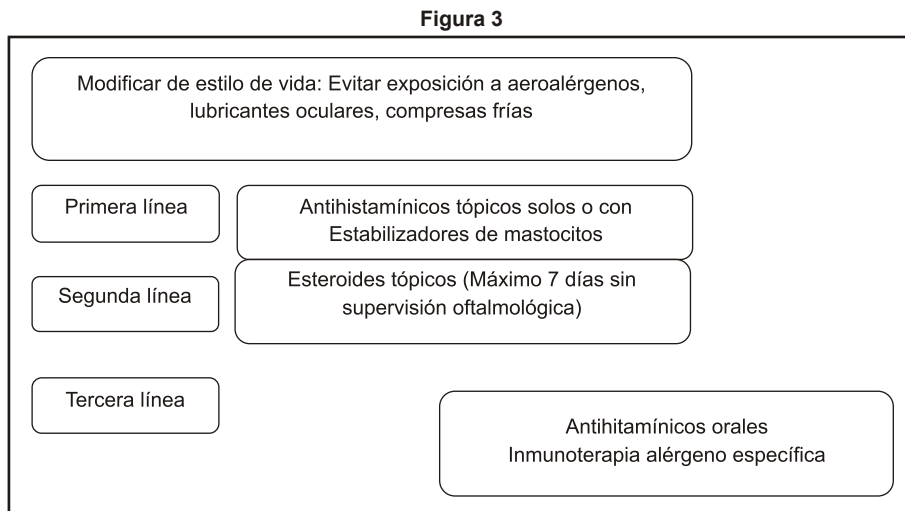 Figura 3
Modificar de estilo de vida: Evitar exposición a aeroalérgenos,
lubricantes oculares, compresas frías
Primera línea
Antihistamínicos tópicos solos o con
Estabilizadores de mastocitos
Segunda línea
Esteroides tópicos (Máximo 7 días sin
supervisión oftalmológica)
Tercera línea
Antihitamínicos orales
Inmunoterapia alérgeno específica